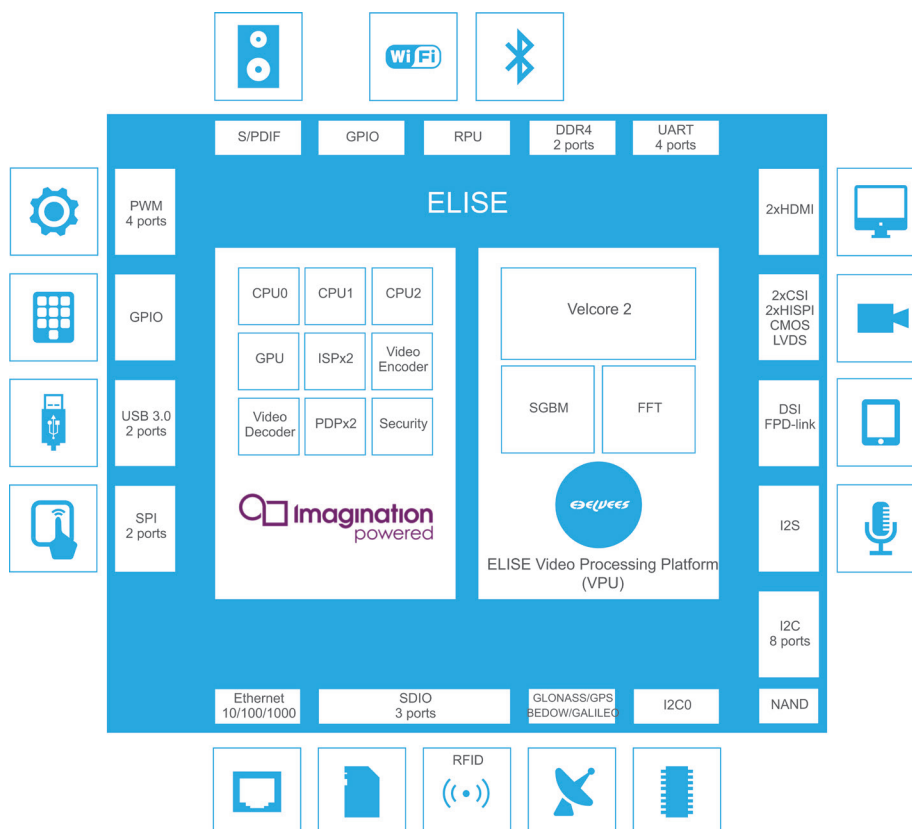 WiFi
S/PDIF
GPIO
RPU
DDR4
2 ports
UART
4 ports
ELISE
PWM
4 ports
GPIO
USB 3.0
2 ports
SPI
2 ports
CPU0
CPU1
CPU2
GPU
ISPx2
Video
Encoder
Video
Decoder
PDPx2
Security
Imagination
powered
Velcore 2
SGBM
FFT
ELVEES
ELISE Video Processing Platform
(VPU)
2xHDMI
2xCSI
2xHISPI
CMOS
LVDS
DSI
FPD-link
I2S
I2C
8 ports
Ethernet
10/100/1000
SDIO
3 ports
GLONASS/GPS
BEDOW/GALILEO
I2C0
NAND
RFID